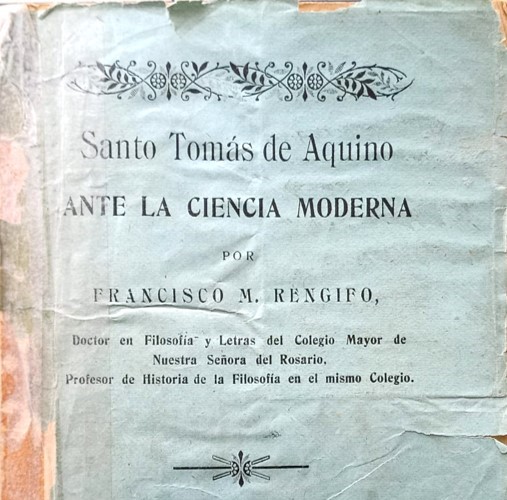 Santo Tomás de Aquino
ANTE LA CIENCIA MODERNA
POR
FRANCISCO M. RENGIFO,
Doctor en Filosofía y Letras del Colegio Mayor de
Nuestra Señora del Rosario,
Profesor de Historia de la Filosofía en el mismo Colegio.